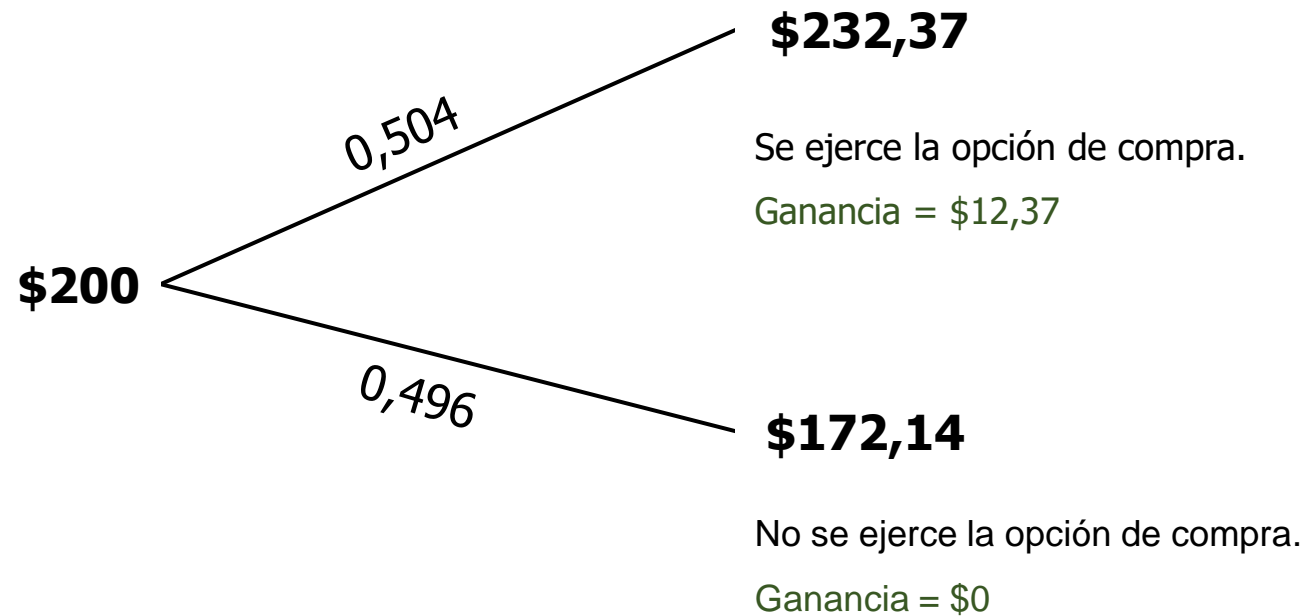 $232,37
0,504
Se ejerce la opción de compra.
Ganancia = $12,37
$200
0,496
$172,14
No se ejerce la opción de compra.
Ganancia = $0